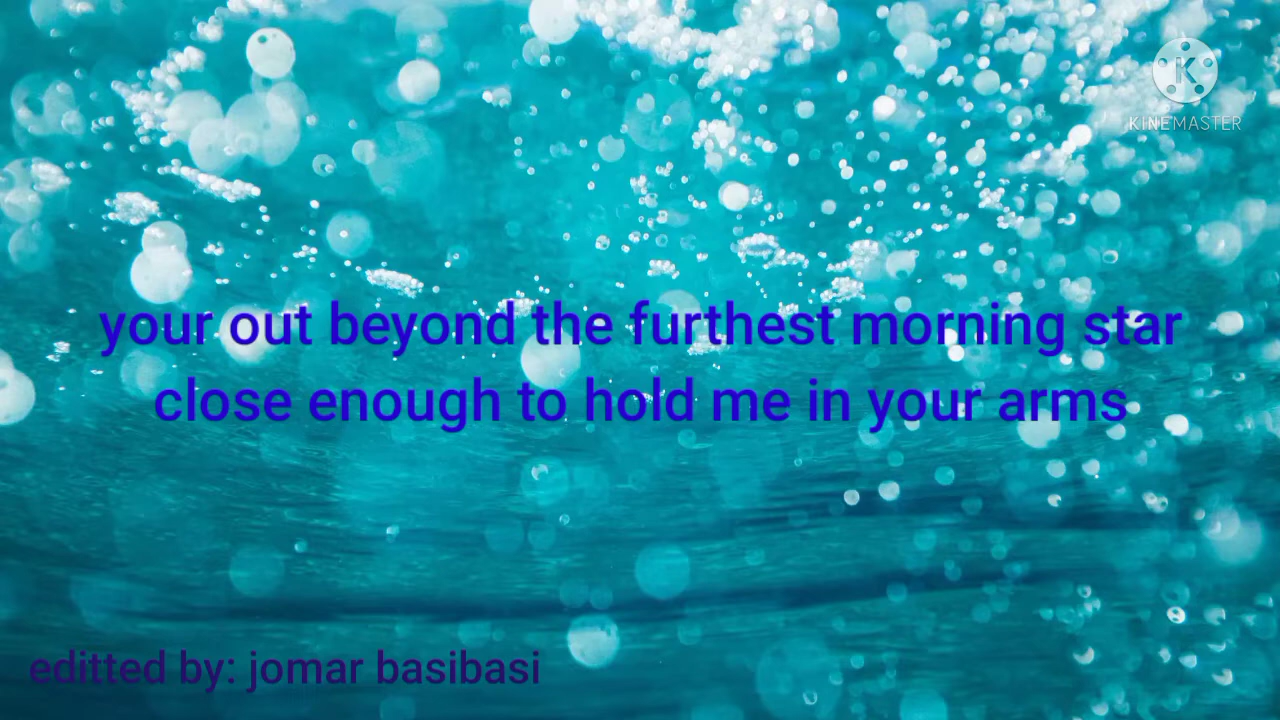 K
KINEMASTER
your out beyond the furthest morning star
close enough to hold me in your arms
editted by: jomar basibasi